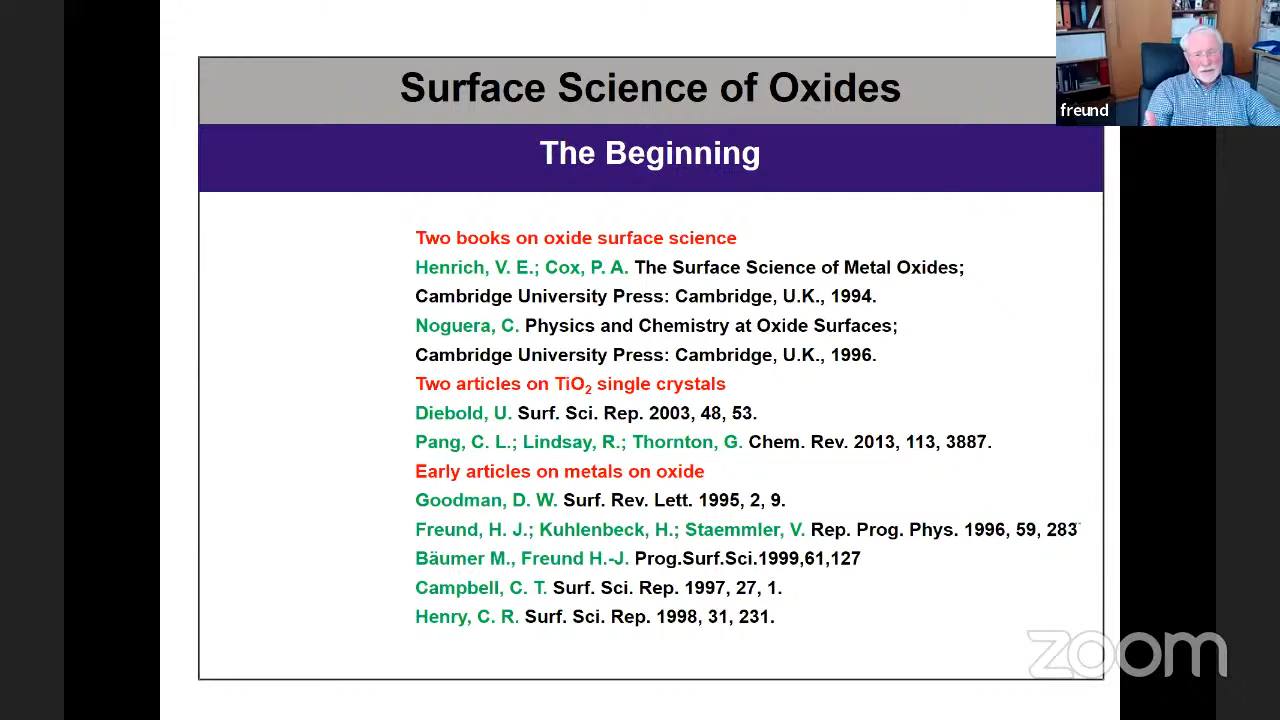 Surface Science of Oxides
freund
The Beginning
Two books on oxide surface science
Henrich, V. E.; Cox, P. A. The Surface Science of Metal Oxides;
Cambridge University Press: Cambridge, U.K., 1994.
Noguera, C. Physics and Chemistry at Oxide Surfaces;
Cambridge University Press: Cambridge, U.K., 1996.
Two articles on TiO₂ single crystals
Diebold, U. Surf. Sci. Rep. 2003, 48, 53.
Pang, C. L.; Lindsay, R.; Thornton, G. Chem. Rev. 2013, 113, 3887.
Early articles on metals on oxide
Goodman, D. W. Surf. Rev. Lett. 1995, 2, 9.
Freund, H. J.; Kuhlenbeck, H.; Staemmler, V. Rep. Prog. Phys. 1996, 59, 283
Bäumer M., Freund H.-J. Prog.Surf.Sci.1999,61,127
Campbell, C. T. Surf. Sci. Rep. 1997, 27, 1.
Henry, C. R. Surf. Sci. Rep. 1998, 31, 231.
zoom